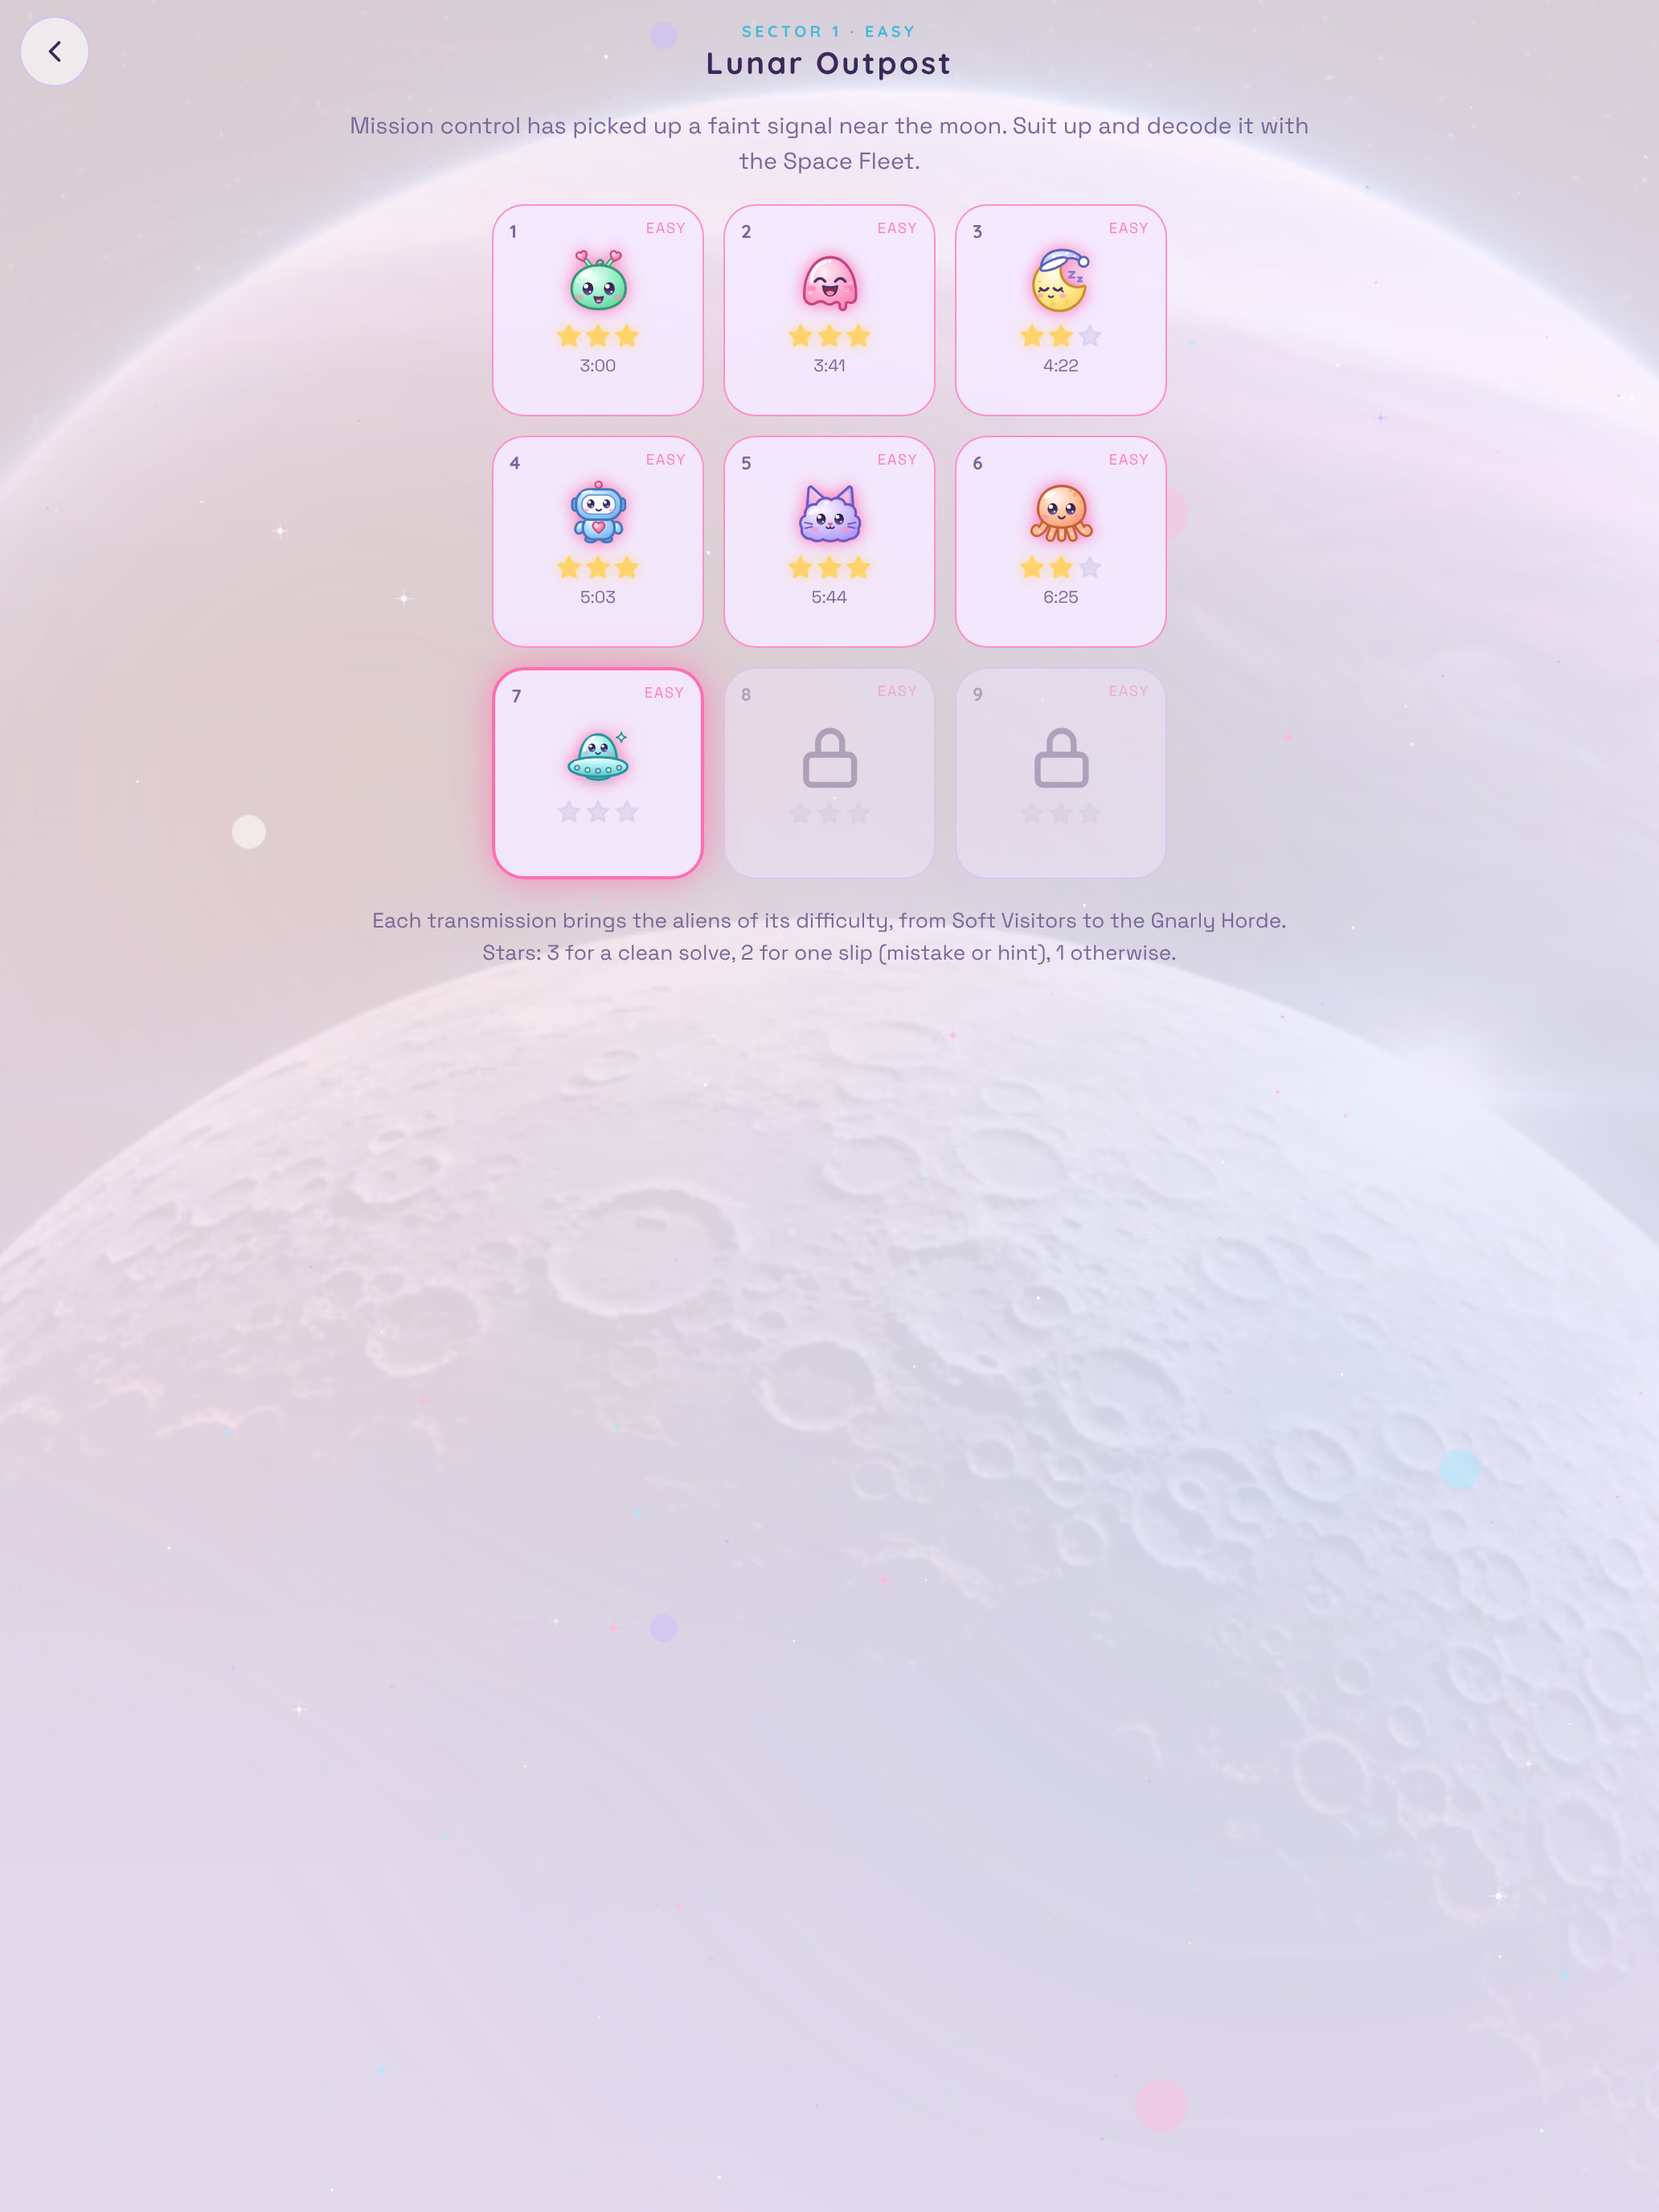 SECTOR 1 · EASY
Lunar Outpost
Mission control has picked up a faint signal near the moon. Suit up and decode it with
the Space Fleet.
1 EASY
3:00
2 EASY
3:41
3 EASY
zz
4:22
4 EASY
5:03
5 EASY
5:44
6 EASY
6:25
7 EASY
8 EASY
9 EASY
Each transmission brings the aliens of its difficulty, from Soft Visitors to the Gnarly Horde.
Stars: 3 for a clean solve, 2 for one slip (mistake or hint), 1 otherwise.